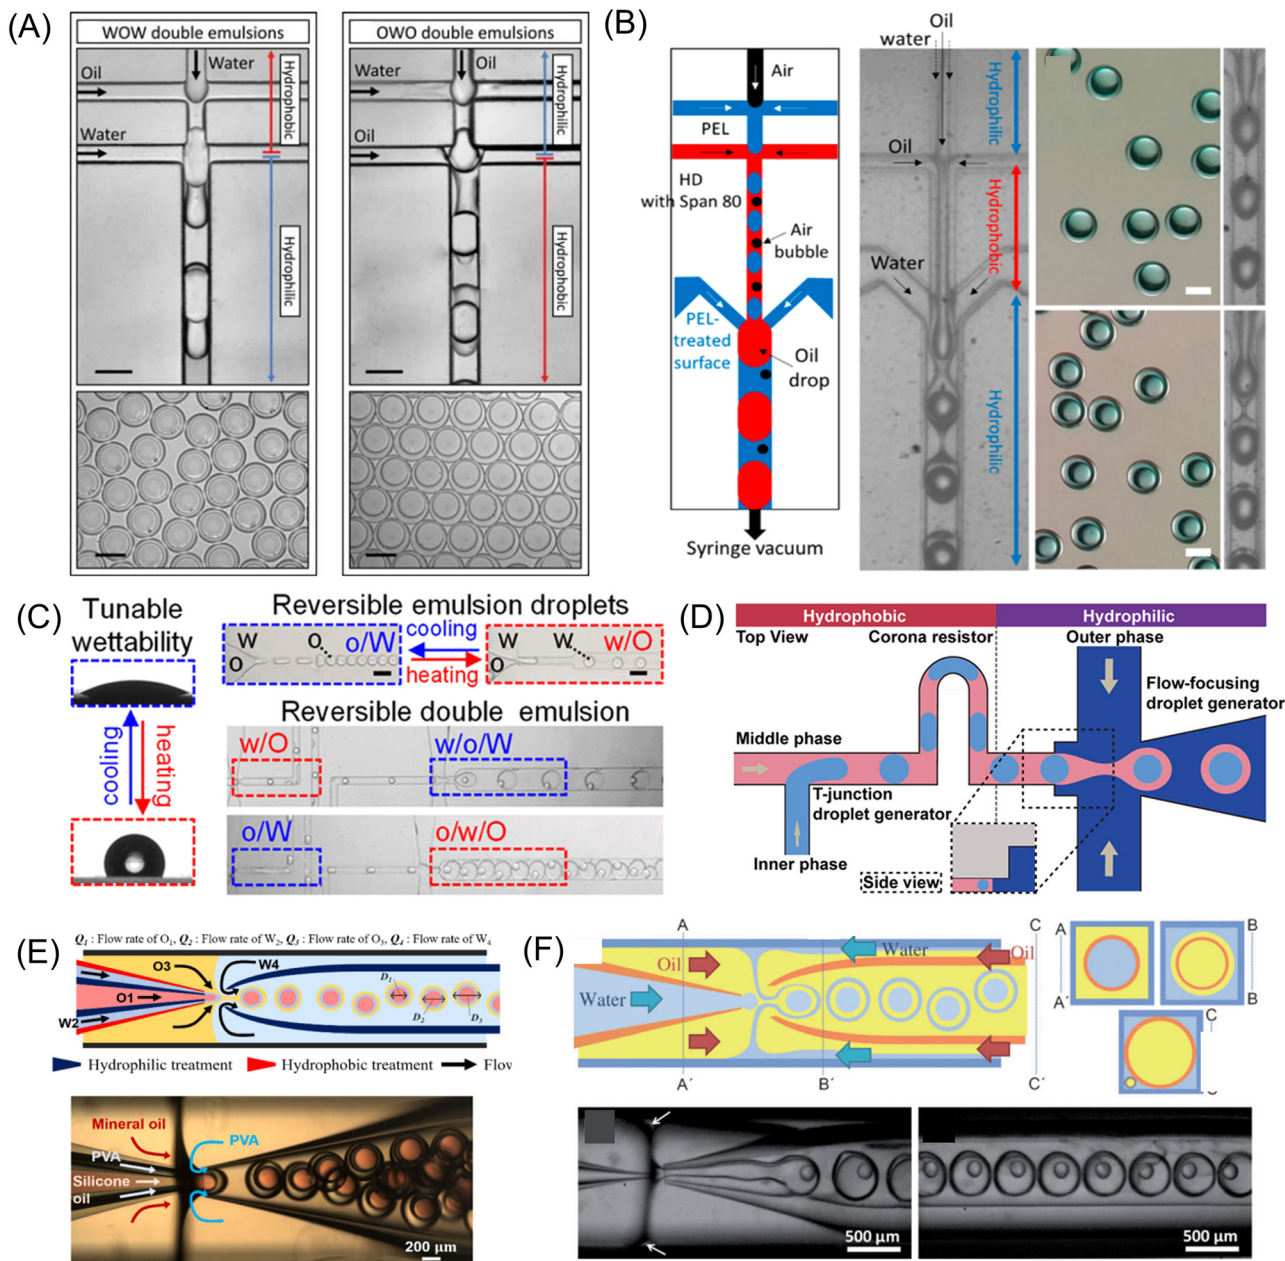 (A)
WOW double emulsions
OWO double emulsions
Oil
Water
Water
Hydrophobic
Hydrophilic
Water
Oil
Oil
Hydrophilic
Hydrophobic
(B)
Air
PEL
HD
with Span 80
Air
bubble
PEL-
treated
surface
Oil
drop
Syringe vacuum
Oil
water
Oil
Water
Hydrophilic
Hydrophobic
Hydrophilic
(C)
Tunable
wettability
cooling
heating
Reversible emulsion droplets
W
O
O
o/W
cooling
heating
W
O
W
w/O
Reversible double emulsion
w/O
w/o/W
o/W
o/w/O
(D)
Hydrophobic
Hydrophilic
Top View
Corona resistor
Outer phase
Flow-focusing
droplet generator
Middle phase
T-junction
droplet generator
Inner phase
Side view
(E)
Q1 : Flow rate of O1, Q2 : Flow rate of W2, Q3 : Flow rate of O3, Q4 : Flow rate of W4
O3
W4
O1
W2
D1
D2
D3
Hydrophilic treatment
Hydrophobic treatment
Flow
Mineral oil
PVA
PVA
Silicone
oil
200 µm
(F)
A
C
Oil
Water
Oil
Water
A´
B´
C´
A
A´
B
B
C
500 µm
500 µm